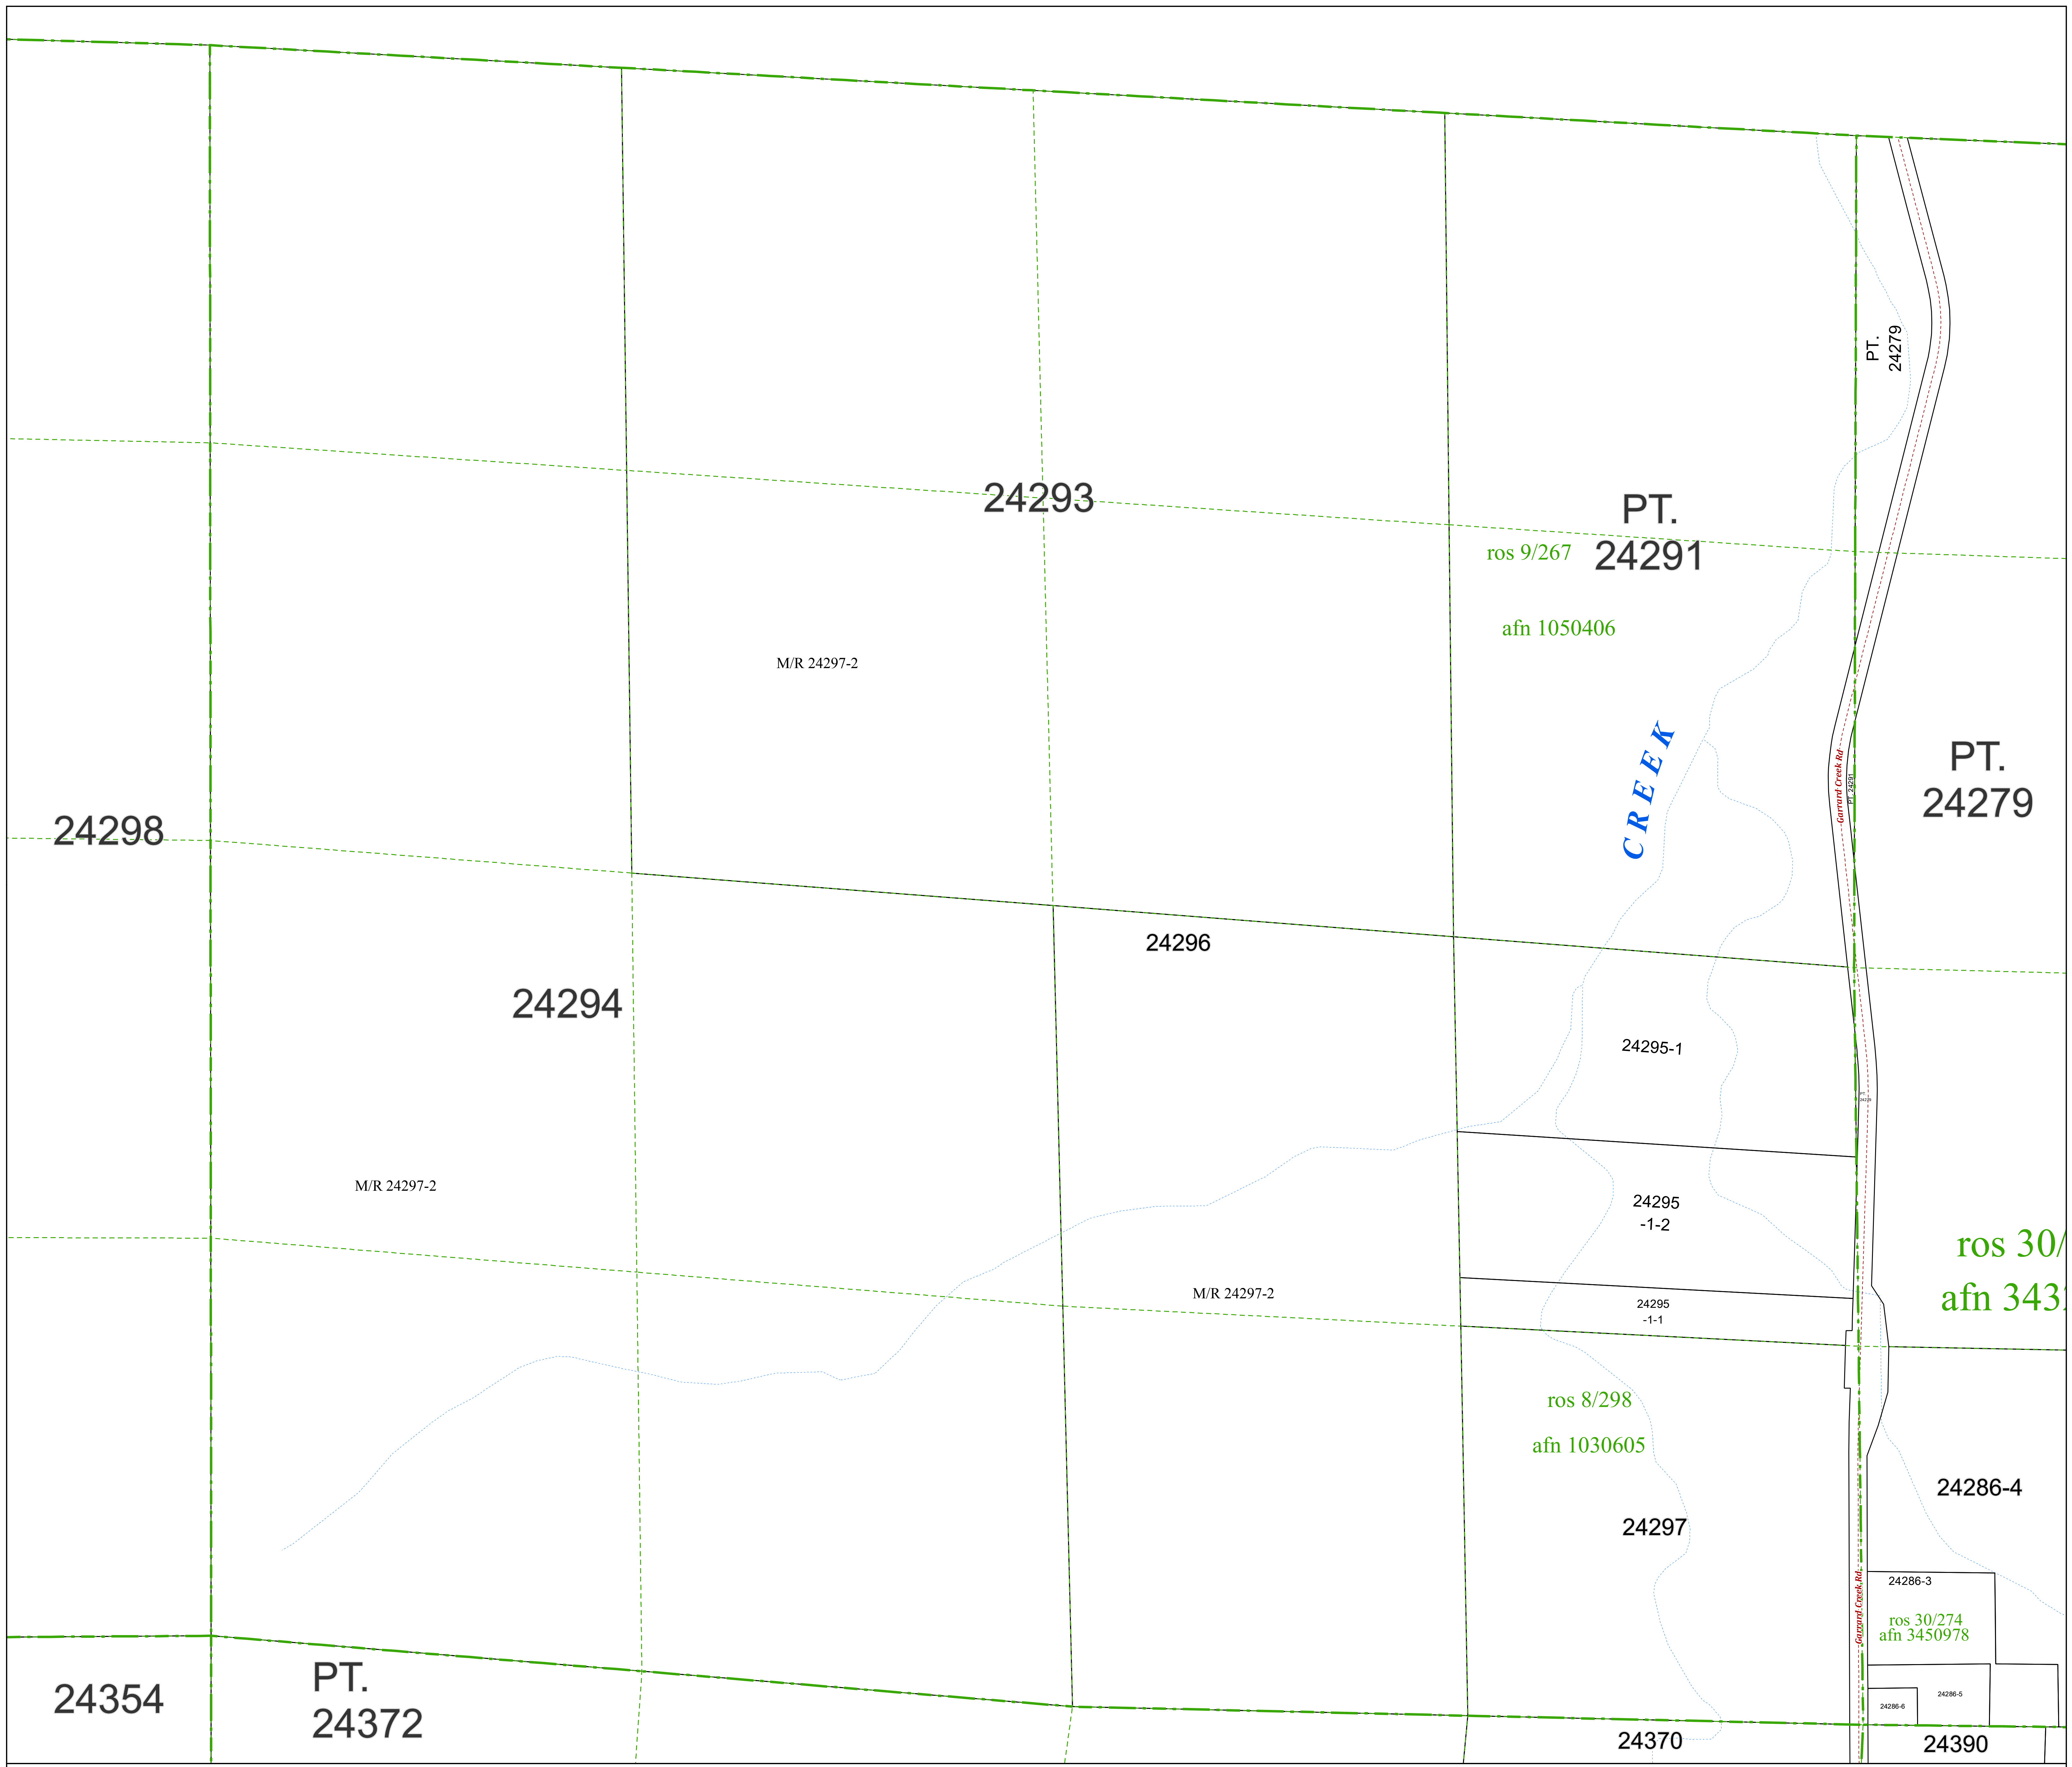 PT.
24279
24293
PT.
24291
ros 9/267
afn 1050406
M/R 24297-2
CREEK
Garrard Creek Rd
PT. 24291
PT.
24279
24298
24296
24294
24295-1
M/R 24297-2
24295
-1-2
ros 30/
afn 343
M/R 24297-2
24295
-1-1
ros 8/298
afn 1030605
24286-4
24297
Garrard Creek Rd
24286-3
ros 30/274
afn 3450978
24286-5
24286-6
24354
PT.
24372
24370
24390